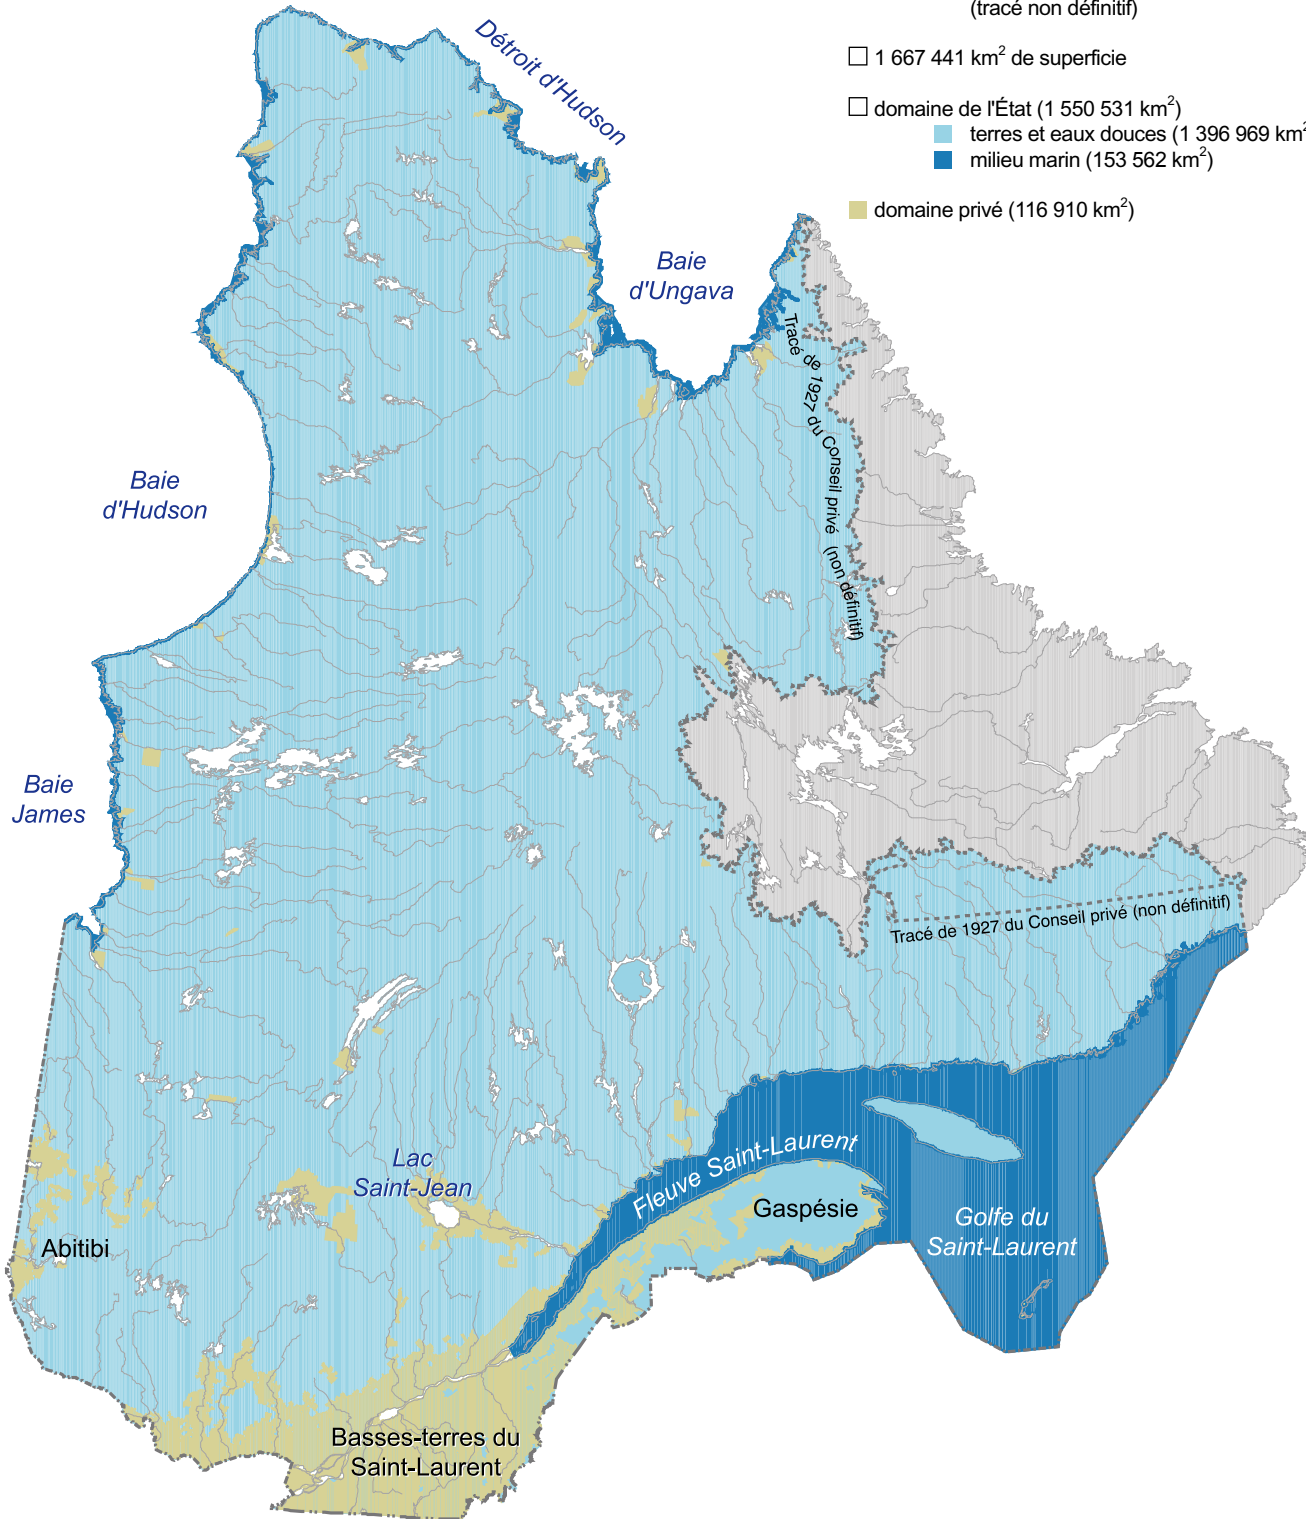 (tracé non définitif)
1 667 441 km² de superficie
domaine de l'État (1 550 531 km²)
terres et eaux douces (1 396 969 km²
milieu marin (153 562 km²)
domaine privé (116 910 km²)
Détroit d'Hudson
Baie
d'Ungava
Tracé de 1927 du Conseil privé (non définitif)
Baie
d'Hudson
Baie
James
Tracé de 1927 du Conseil privé (non définitif)
Lac
Saint-Jean
Fleuve Saint-Laurent
Gaspésie
Golfe du
Saint-Laurent
Abitibi
Basses-terres du
Saint-Laurent